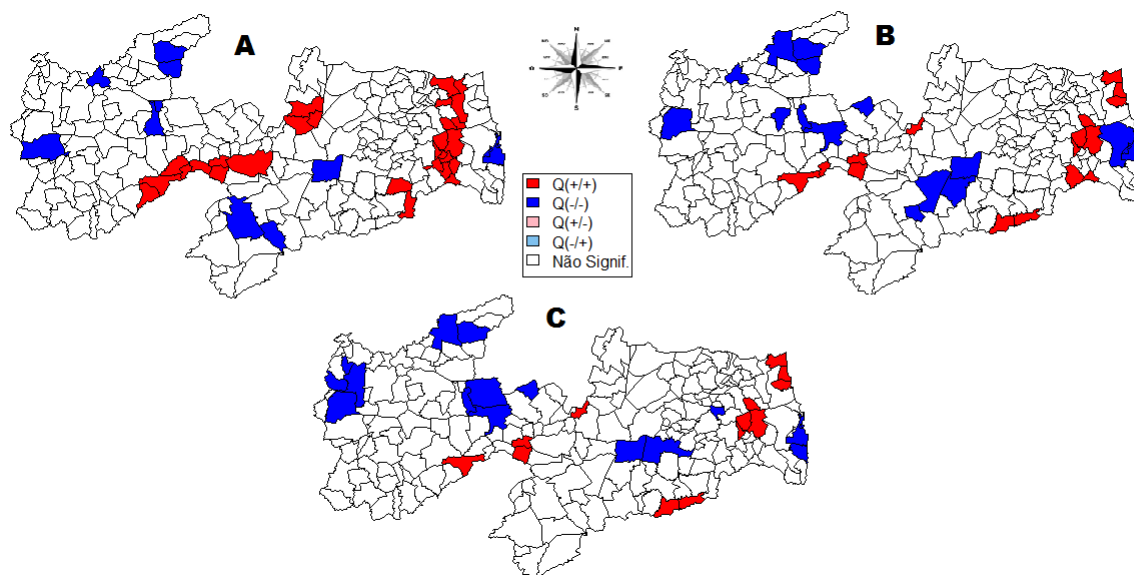 A
B
N
S
Q(+/+)
Q(-/-)
Q(+/-)
Q(-/+)
Não Signif.
C